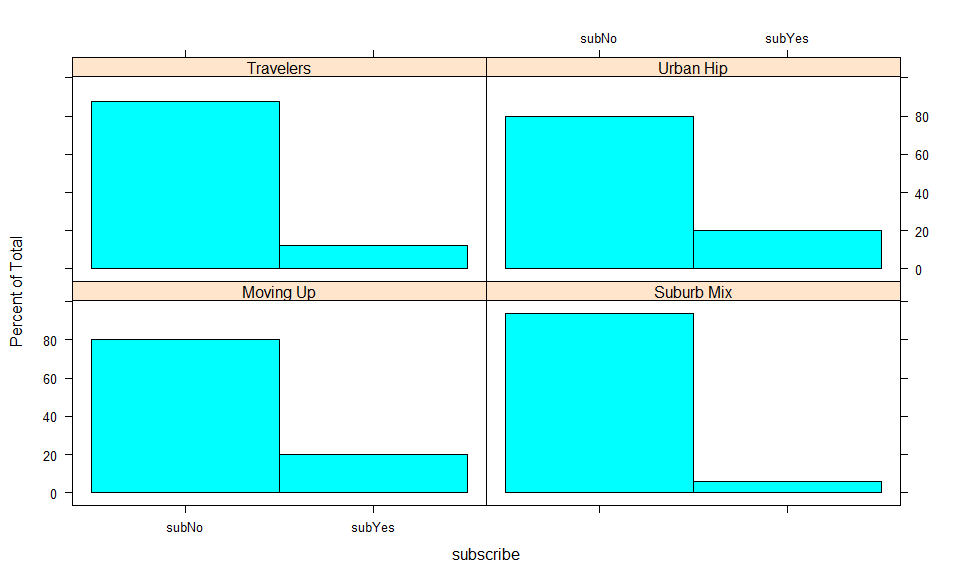 subNo subYes
Travelers Urban Hip
80
60
40
20
0
Moving Up Suburb Mix
80
60
40
20
0
Percent of Total
subNo subYes
subscribe